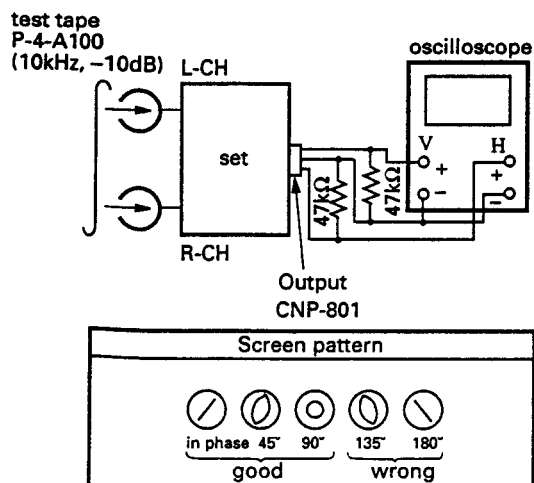 test tape
P-4-A100
(10kHz, −10dB)
L-CH
oscilloscope
set
V
H
+
+
−
−
47kΩ
47kΩ
R-CH
Output
CNP-801
Screen pattern
in phase 45˘ 90˘ 135˘ 180˘
good wrong